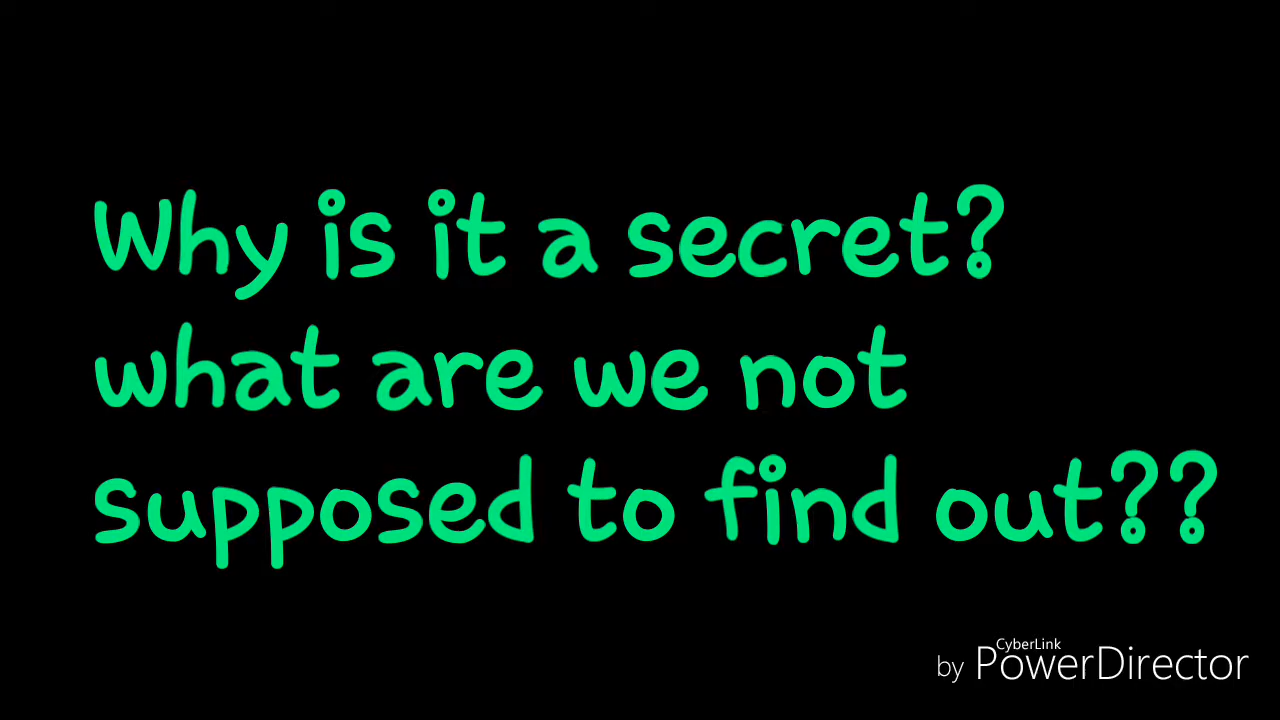 Why is it a secret?
what are we not
supposed to find out??
CyberLink
by PowerDirector